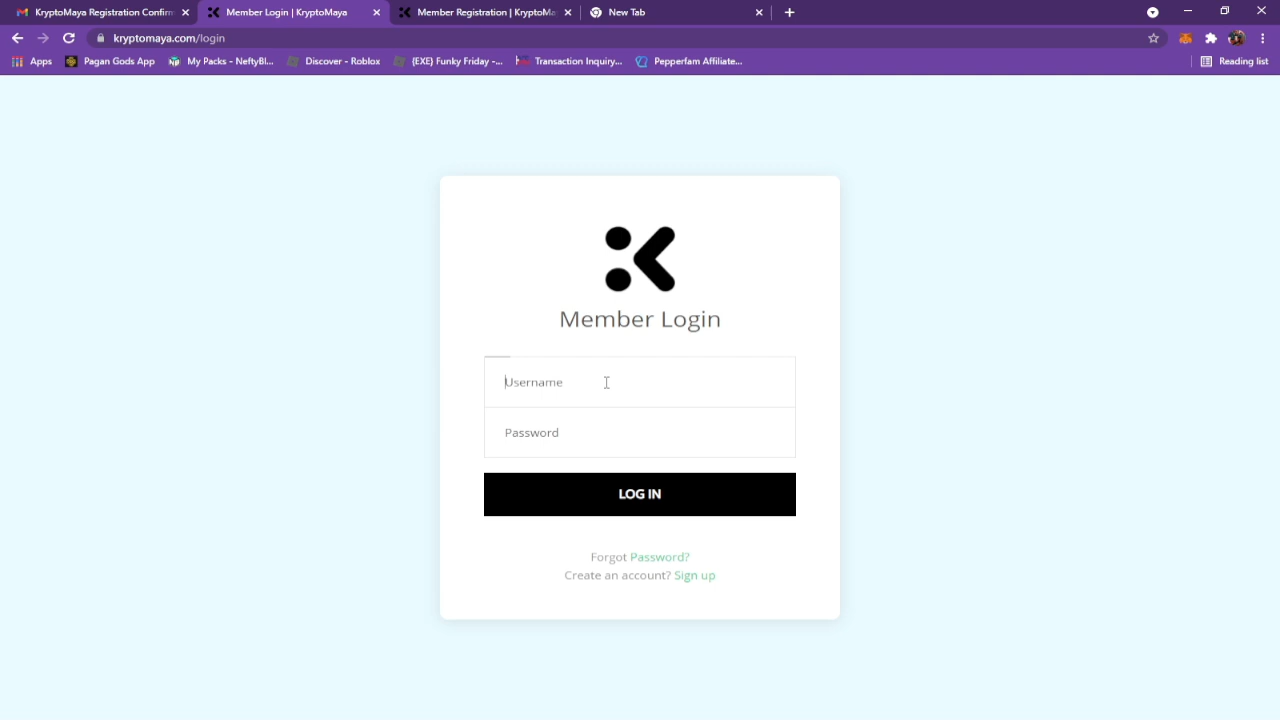 KryptoMaya Registration Confirm
Member Login | KryptoMaya
Member Registration | KryptoMa
New Tab
kryptomaya.com/login
Apps
Pagan Gods App
My Packs - NeftyBl...
Discover - Roblox
{EXE} Funky Friday -...
Transaction Inquiry...
Pepperfam Affiliate...
Reading list
Member Login
Username
Password
LOG IN
Forgot Password?
Create an account? Sign up